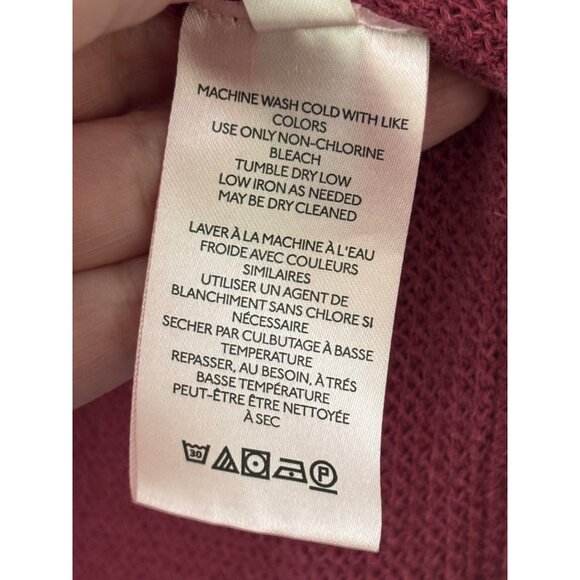 MACHINE WASH COLD WITH LIKE
COLORS
USE ONLY NON-CHLORINE
BLEACH
TUMBLE DRY LOW
LOW IRON AS NEEDED
MAY BE DRY CLEANED
LAVER À LA MACHINE À L'EAU
FROIDE AVEC COULEURS
SIMILAIRES
UTILISER UN AGENT DE
BLANCHIMENT SANS CHLORE SI
NÉCESSAIRE
SECHER PAR CULBUTAGE À BASSE
TEMPERATURE
REPASSER, AU BESOIN, À TRÉS
BASSE TEMPÉRATURE
PEUT-ÊTRE ÊTRE NETTOYÉE
À SEC
30 P